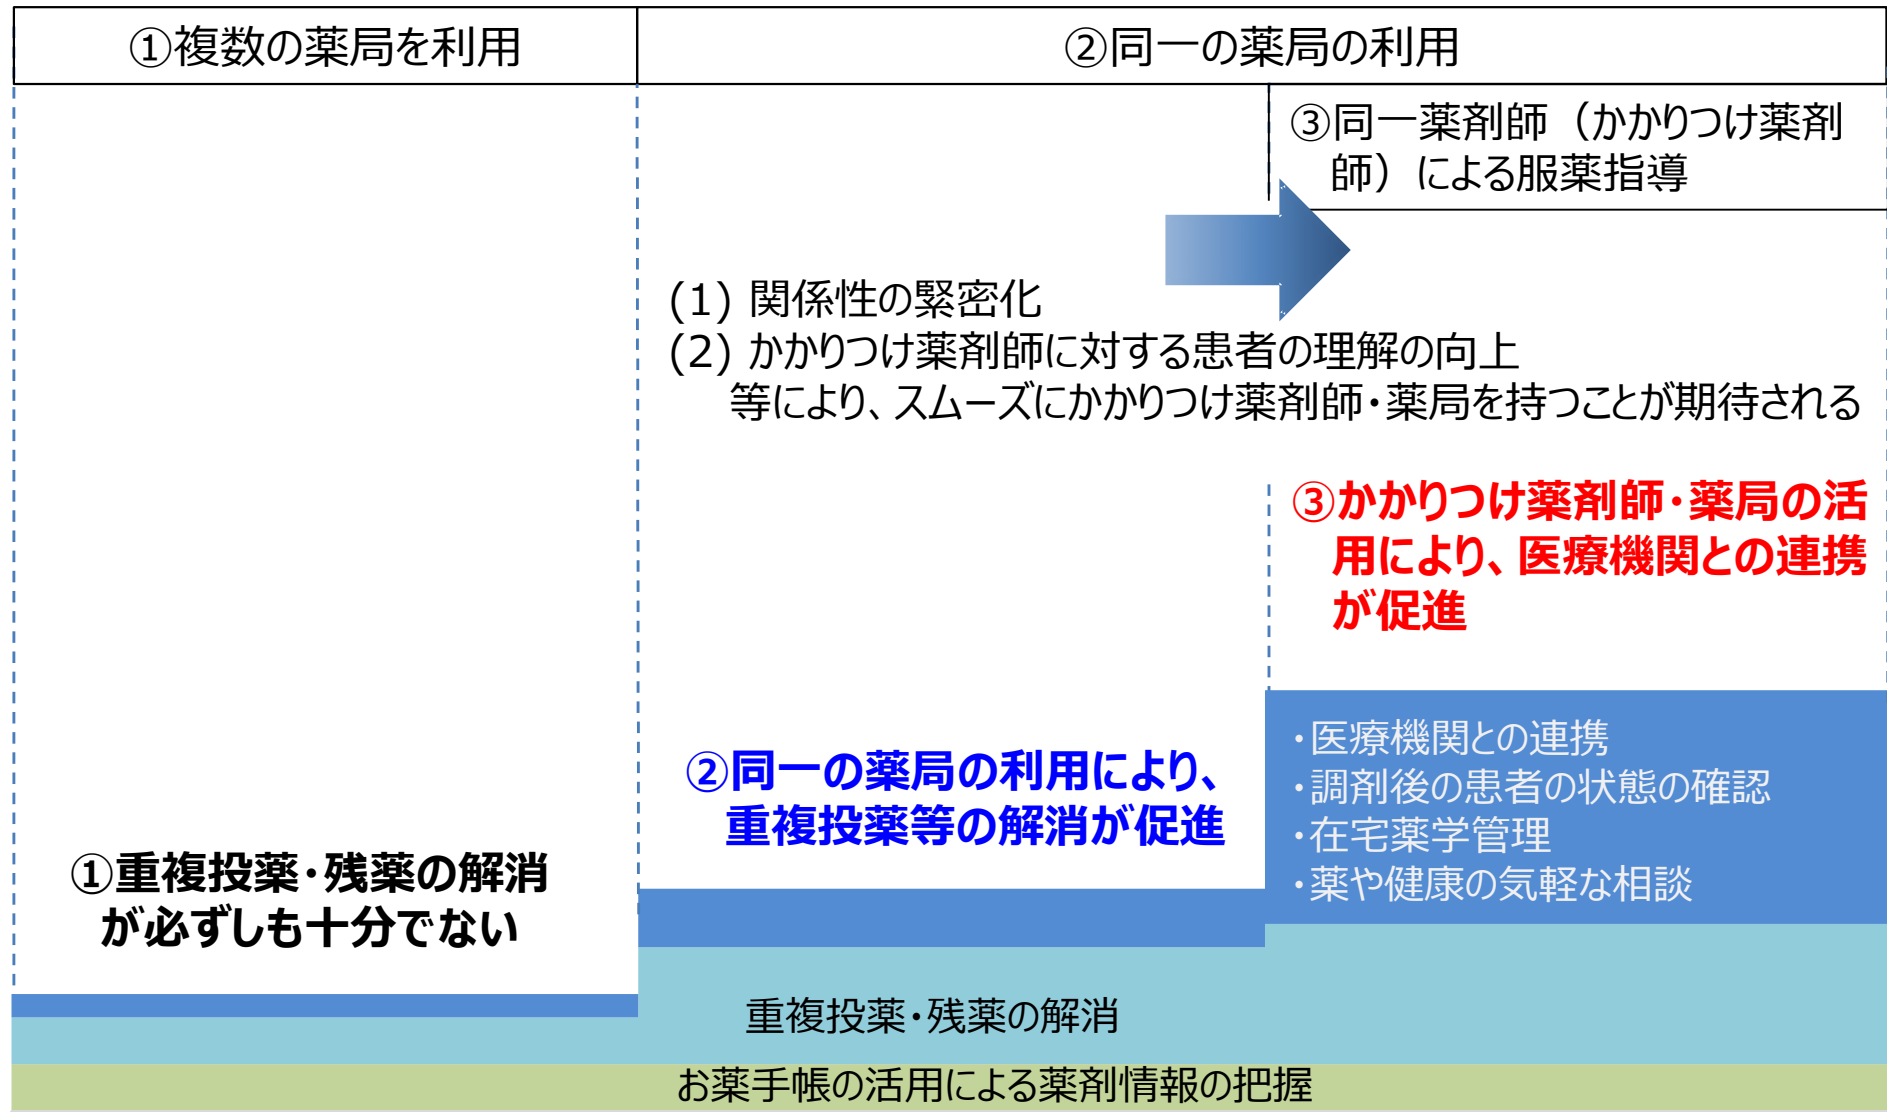 ①複数の薬局を利用
②同一の薬局の利用
③同一薬剤師（かかりつけ薬剤
師）による服薬指導
(1) 関係性の緊密化
(2) かかりつけ薬剤師に対する患者の理解の向上
等により、スムーズにかかりつけ薬剤師・薬局を持つことが期待される
③かかりつけ薬剤師・薬局の活
用により、医療機関との連携
が促進
②同一の薬局の利用により、
重複投薬等の解消が促進
①重複投薬・残薬の解消
が必ずしも十分でない
・医療機関との連携
・調剤後の患者の状態の確認
・在宅薬学管理
・薬や健康の気軽な相談
重複投薬・残薬の解消
お薬手帳の活用による薬剤情報の把握